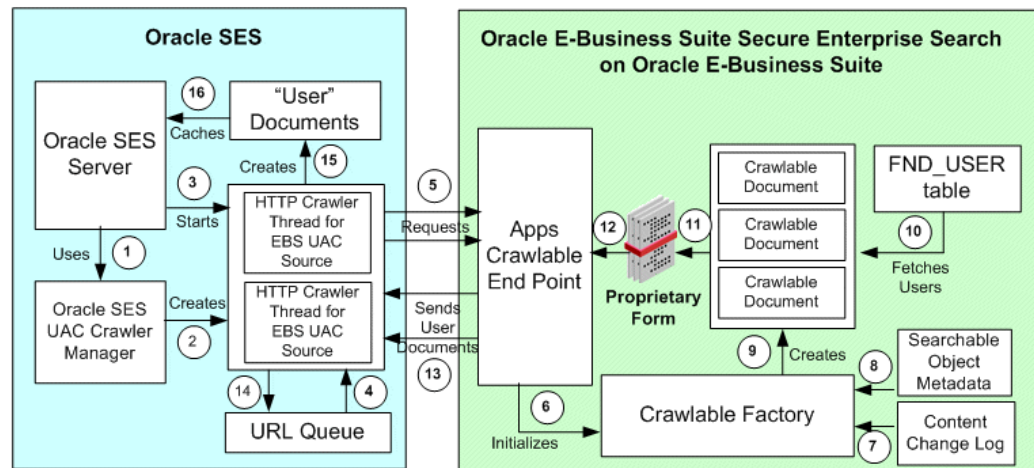 Oracle SES
Oracle SES
Server
16
Caches
"User"
Documents
Creates
15
3
Starts
Uses
1
Oracle SES
UAC Crawler
Manager
Creates
2
HTTP Crawler
Thread for
EBS UAC
Source
HTTP Crawler
Thread for
EBS UAC
Source
14
4
URL Queue
5
Requests
Sends
User
Documents
13
Oracle E-Business Suite Secure Enterprise Search
on Oracle E-Business Suite
Apps
Crawlable
End Point
12
Proprietary
Form
11
Crawlable
Document
Crawlable
Document
Crawlable
Document
FND_USER
table
10
Fetches
Users
9
Creates
6
Initializes
Crawlable Factory
8
Searchable
Object
Metadata
7
Content
Change Log